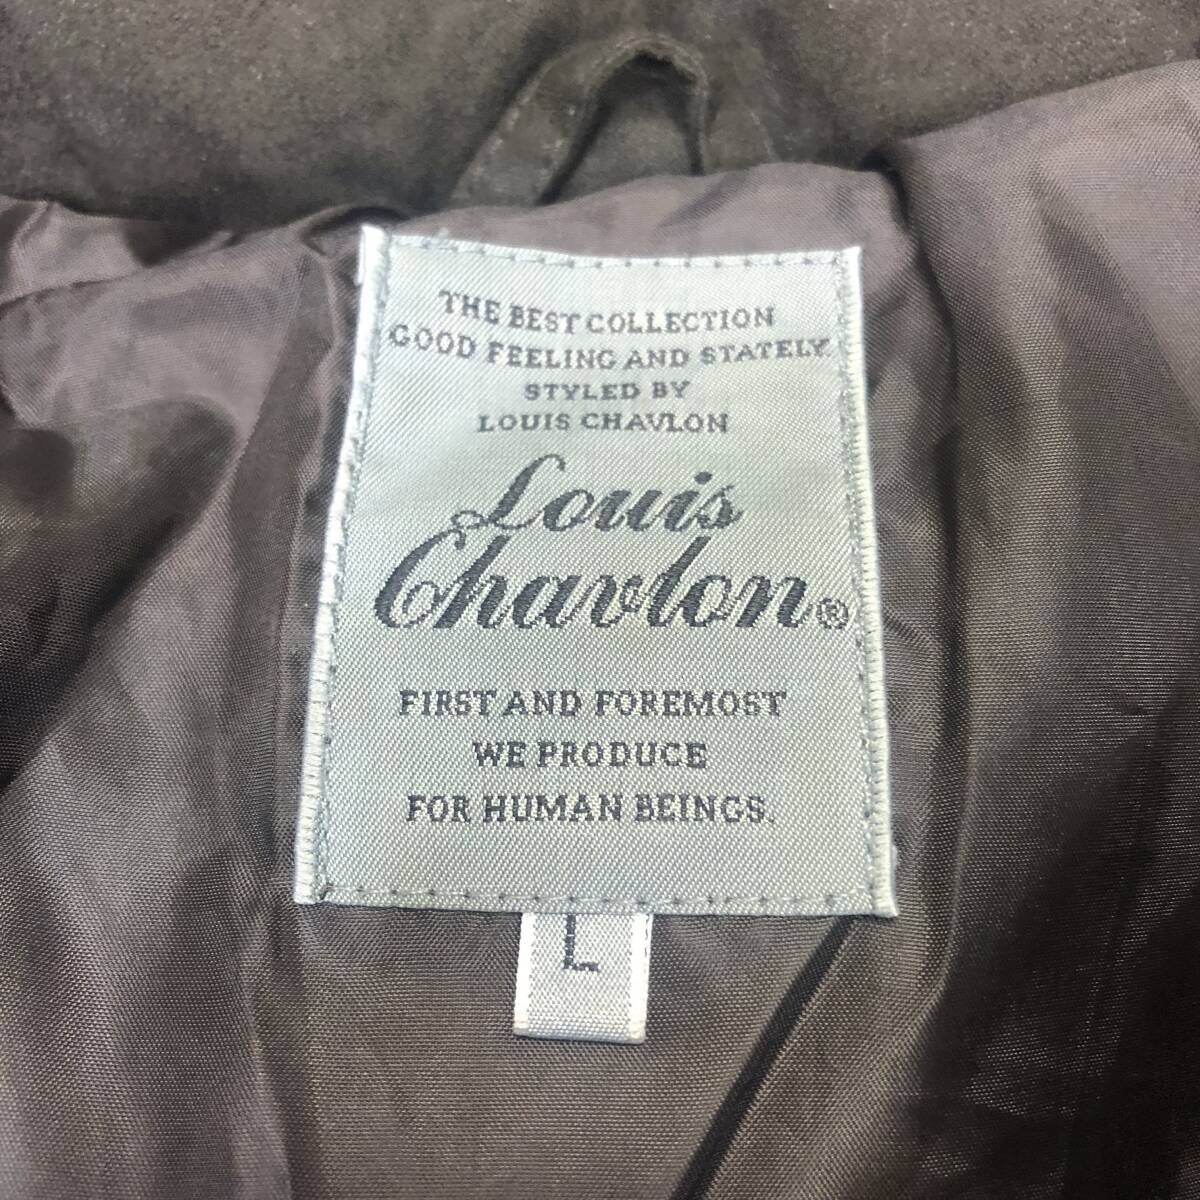 THE BEST COLLECTION
GOOD FEELING AND STATELY.
STYLED BY
LOUIS CHAVLON
Louis
Chavlon®
FIRST AND FOREMOST
WE PRODUCE
FOR HUMAN BEINGS.
L